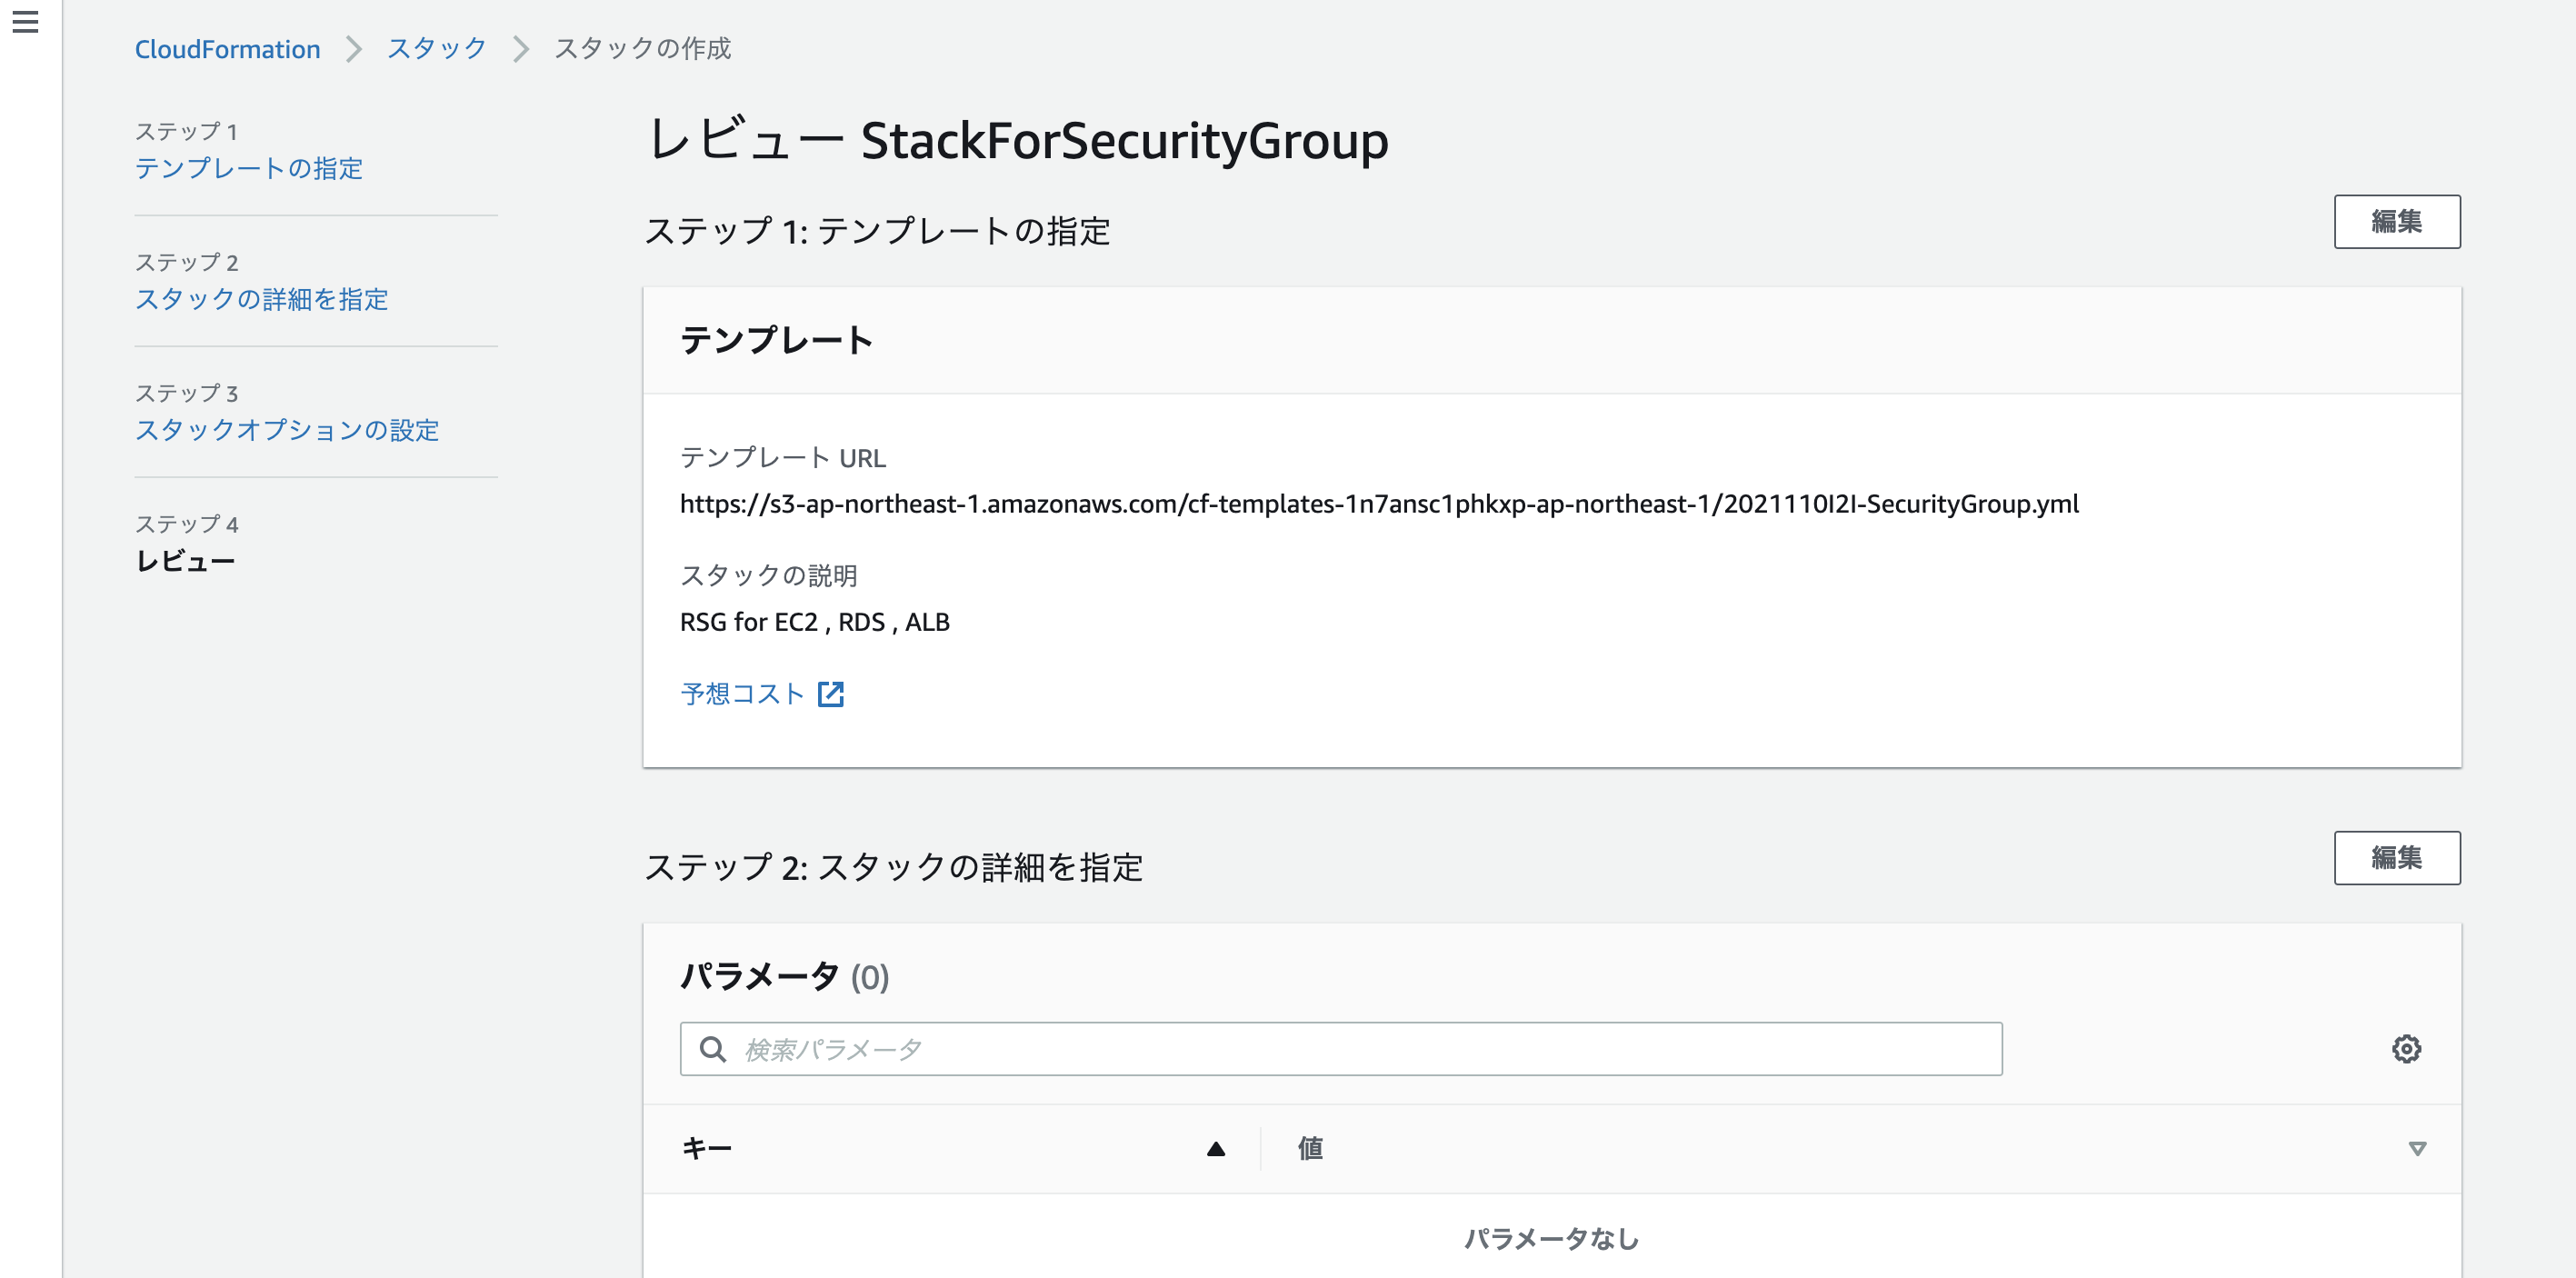 CloudFormation > スタック > スタックの作成
ステップ 1
テンプレートの指定
ステップ 2
スタックの詳細を指定
ステップ 3
スタックオプションの設定
ステップ 4
レビュー
レビュー StackForSecurityGroup
ステップ 1: テンプレートの指定
編集
テンプレート
テンプレート URL
https://s3-ap-northeast-1.amazonaws.com/cf-templates-1n7ansc1phkxp-ap-northeast-1/2021110I2I-SecurityGroup.yml
スタックの説明
RSG for EC2 , RDS , ALB
予想コスト
ステップ 2: スタックの詳細を指定
編集
パラメータ (0)
検索パラメータ
キー 値
パラメータなし